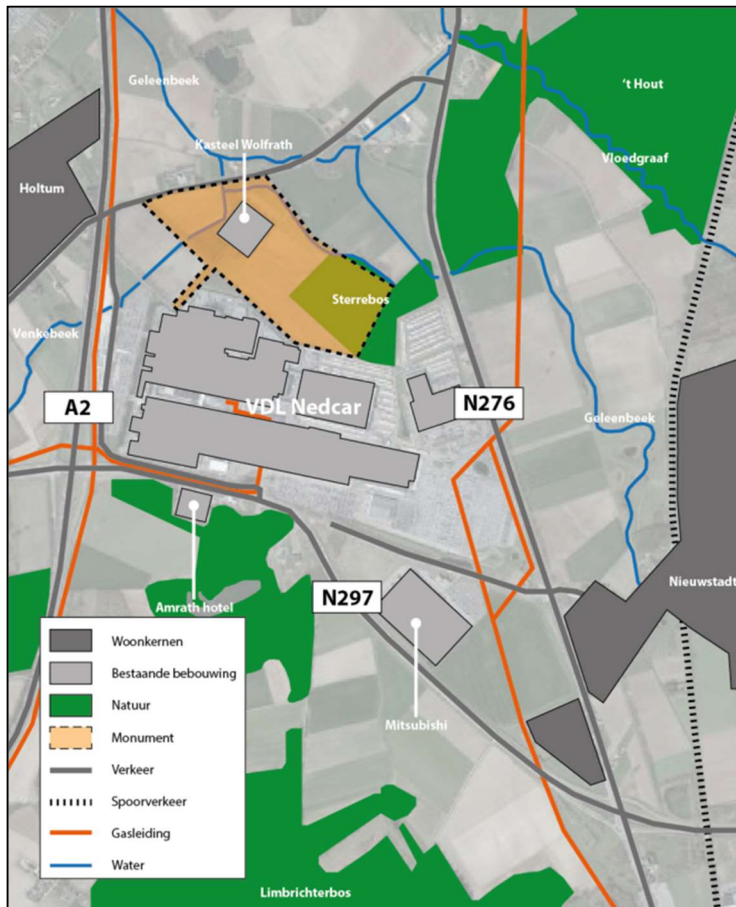 Geleenbeek
't Hout
Kasteel Wolfrath
Vloedgraaf
Holtum
Sterrebos
Venkebeek
A2
VDL Nedcar
N276
Geleenbeek
Nieuwstadt
N297
Amrath hotel
Mitsubishi
Woonkernen
Bestaande bebouwing
Natuur
Monument
Verkeer
Spoorverkeer
Gasleiding
Water
Limbrichterbos